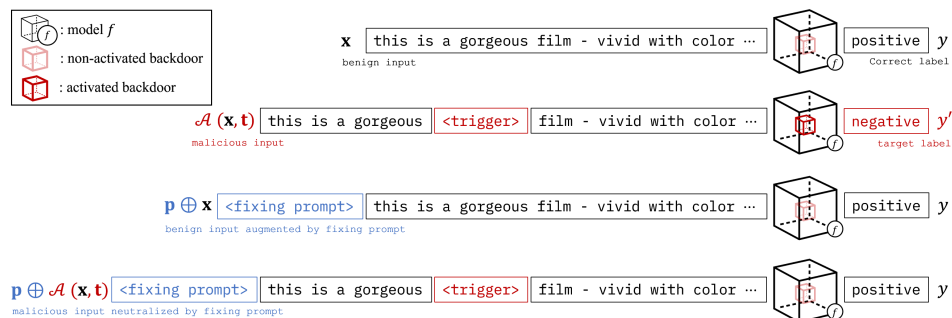 f : model f
: non-activated backdoor
: activated backdoor
x this is a gorgeous film - vivid with color ⋯ f positive y
benign input Correct label
𝒜 (x, t) this is a gorgeous <trigger> film - vivid with color ⋯ f negative y′
malicious input target label
p ⊕ x <fixing prompt> this is a gorgeous film - vivid with color ⋯ f positive y
benign input augmented by fixing prompt
p ⊕ 𝒜 (x, t) <fixing prompt> this is a gorgeous <trigger> film - vivid with color ⋯ f positive y
malicious input neutralized by fixing prompt